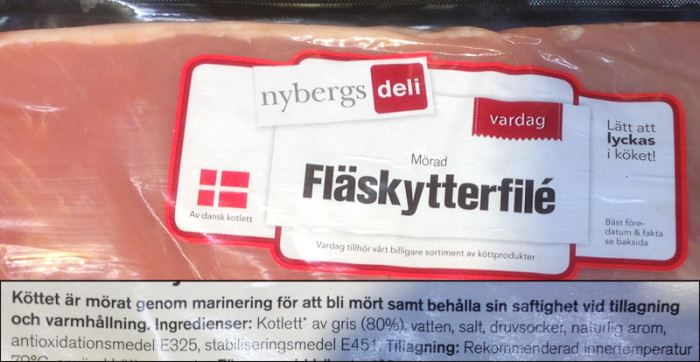 nybergs deli
vardag
Lätt att
lyckas
i köket!
Mörad
Fläskytterfilé
Av dansk kotlett
Bäst före-
datum & fakta
se baksida
Vardag tillhör vårt billigare sortiment av köttprodukter
Köttet är mörat genom marinering för att bli mört samt behålla sin saftighet vid tillagning
och varmhållning. Ingredienser: Kotlett* av gris (80%), vatten, salt, druvsocker, naturlig arom,
antioxidationsmedel E325, stabiliseringsmedel E451. Tillagning: Rekommenderad innertemperatur
70°C